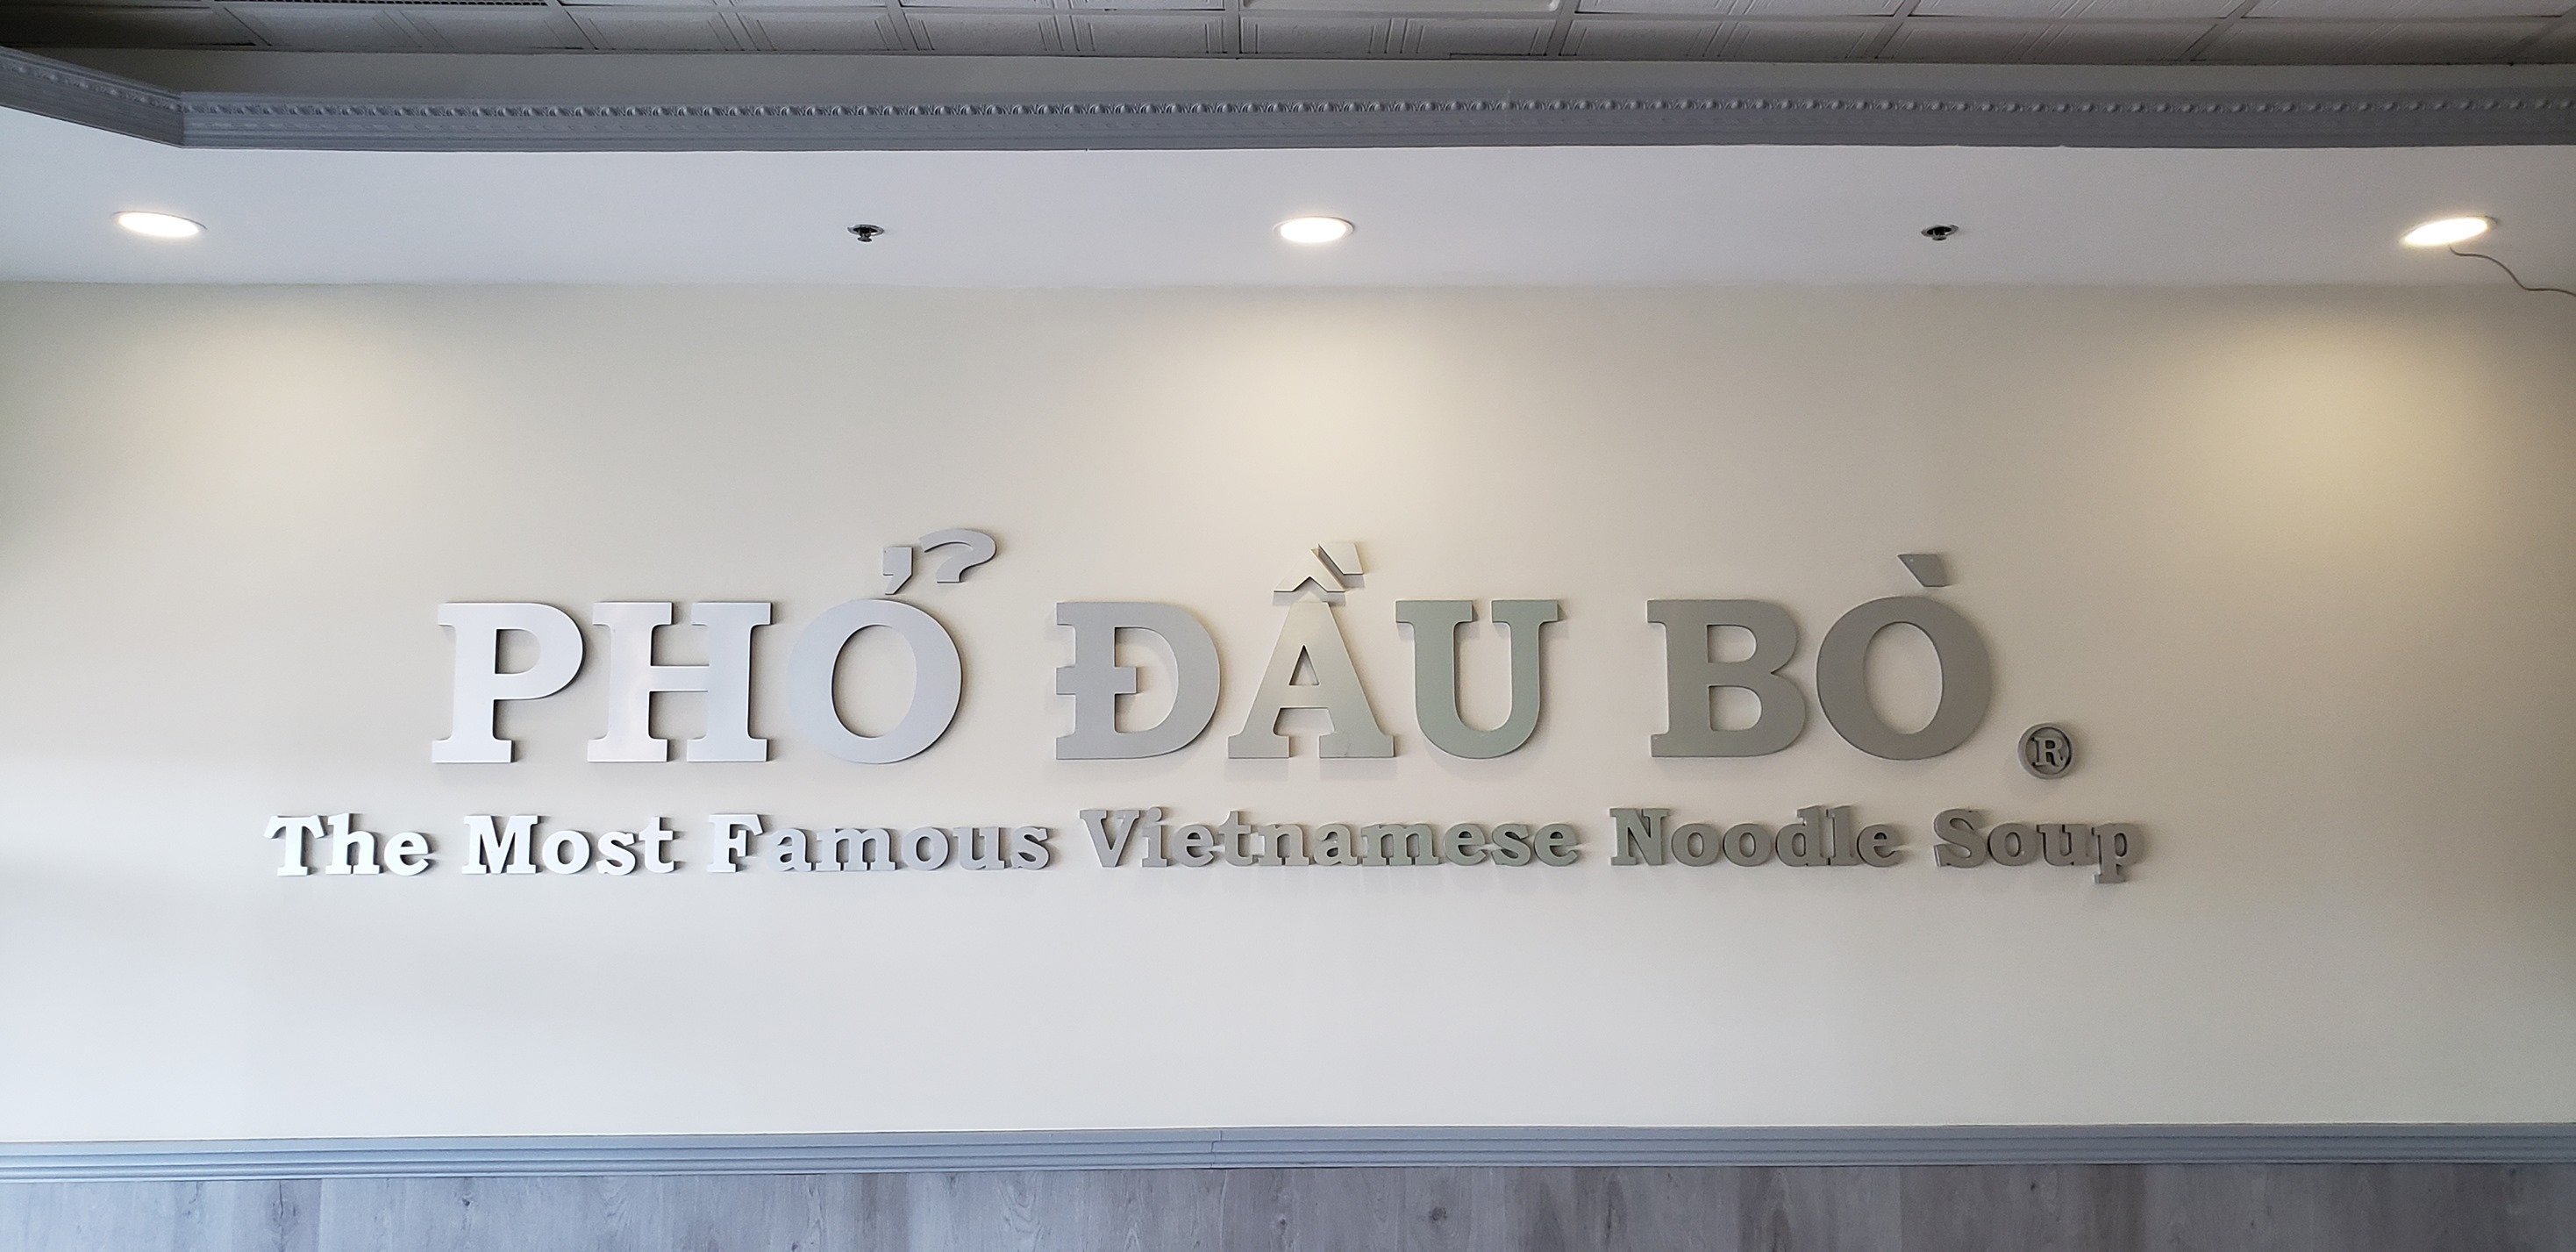 PHỞ ĐẦU BÒ ®
The Most Famous Vietnamese Noodle Soup